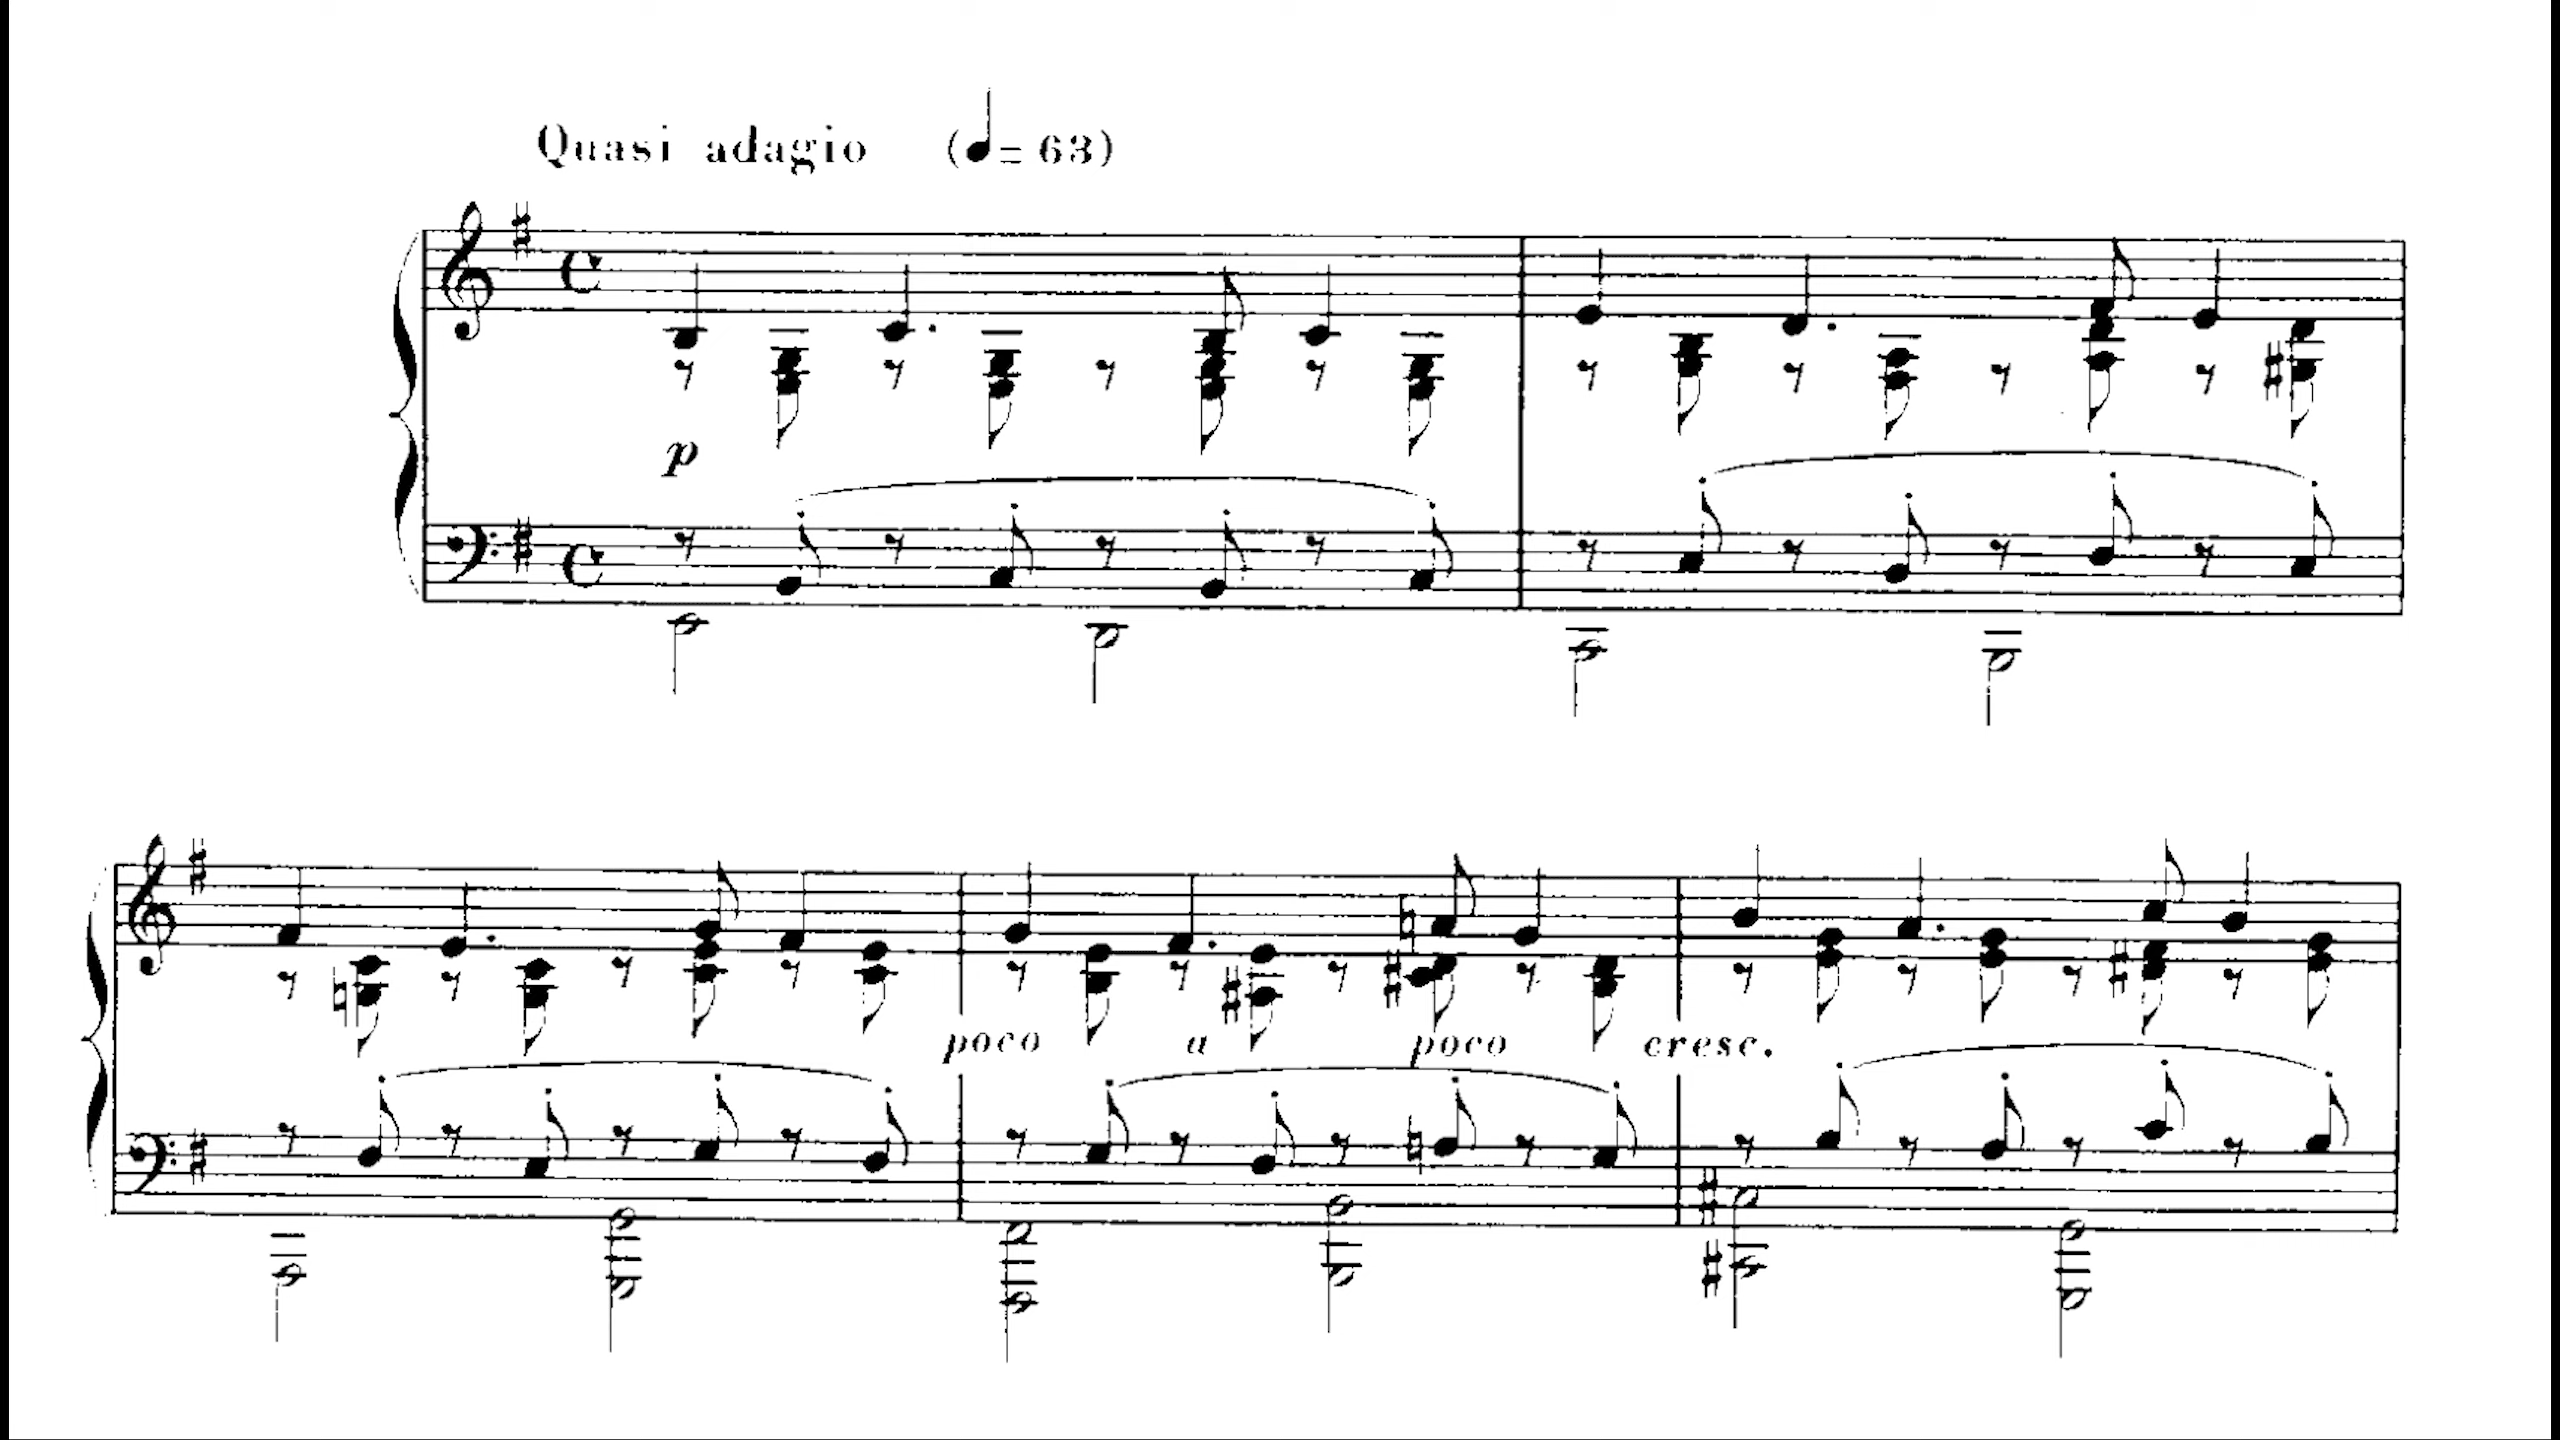 Quasi adagio (♩= 63)
p
poco a poco cresc.